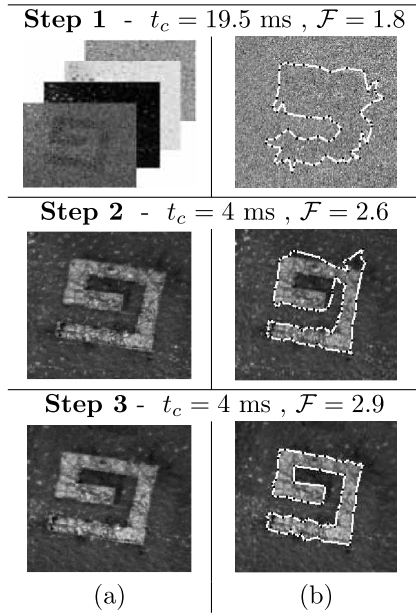 Step 1 - t_c = 19.5 ms , F = 1.8
Step 2 - t_c = 4 ms , F = 2.6
Step 3 - t_c = 4 ms , F = 2.9
(a) (b)